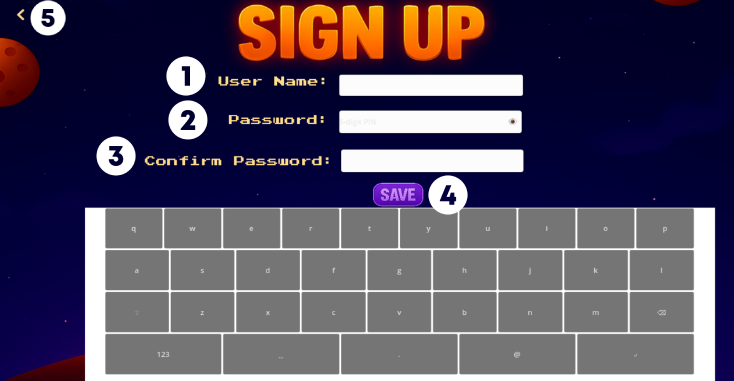 5
SIGN UP
1 User Name:
2 Password:
3 Confirm Password:
SAVE 4
q w e r t y u i o p
a s d f g h j k l
z x c v b n m
123 . @